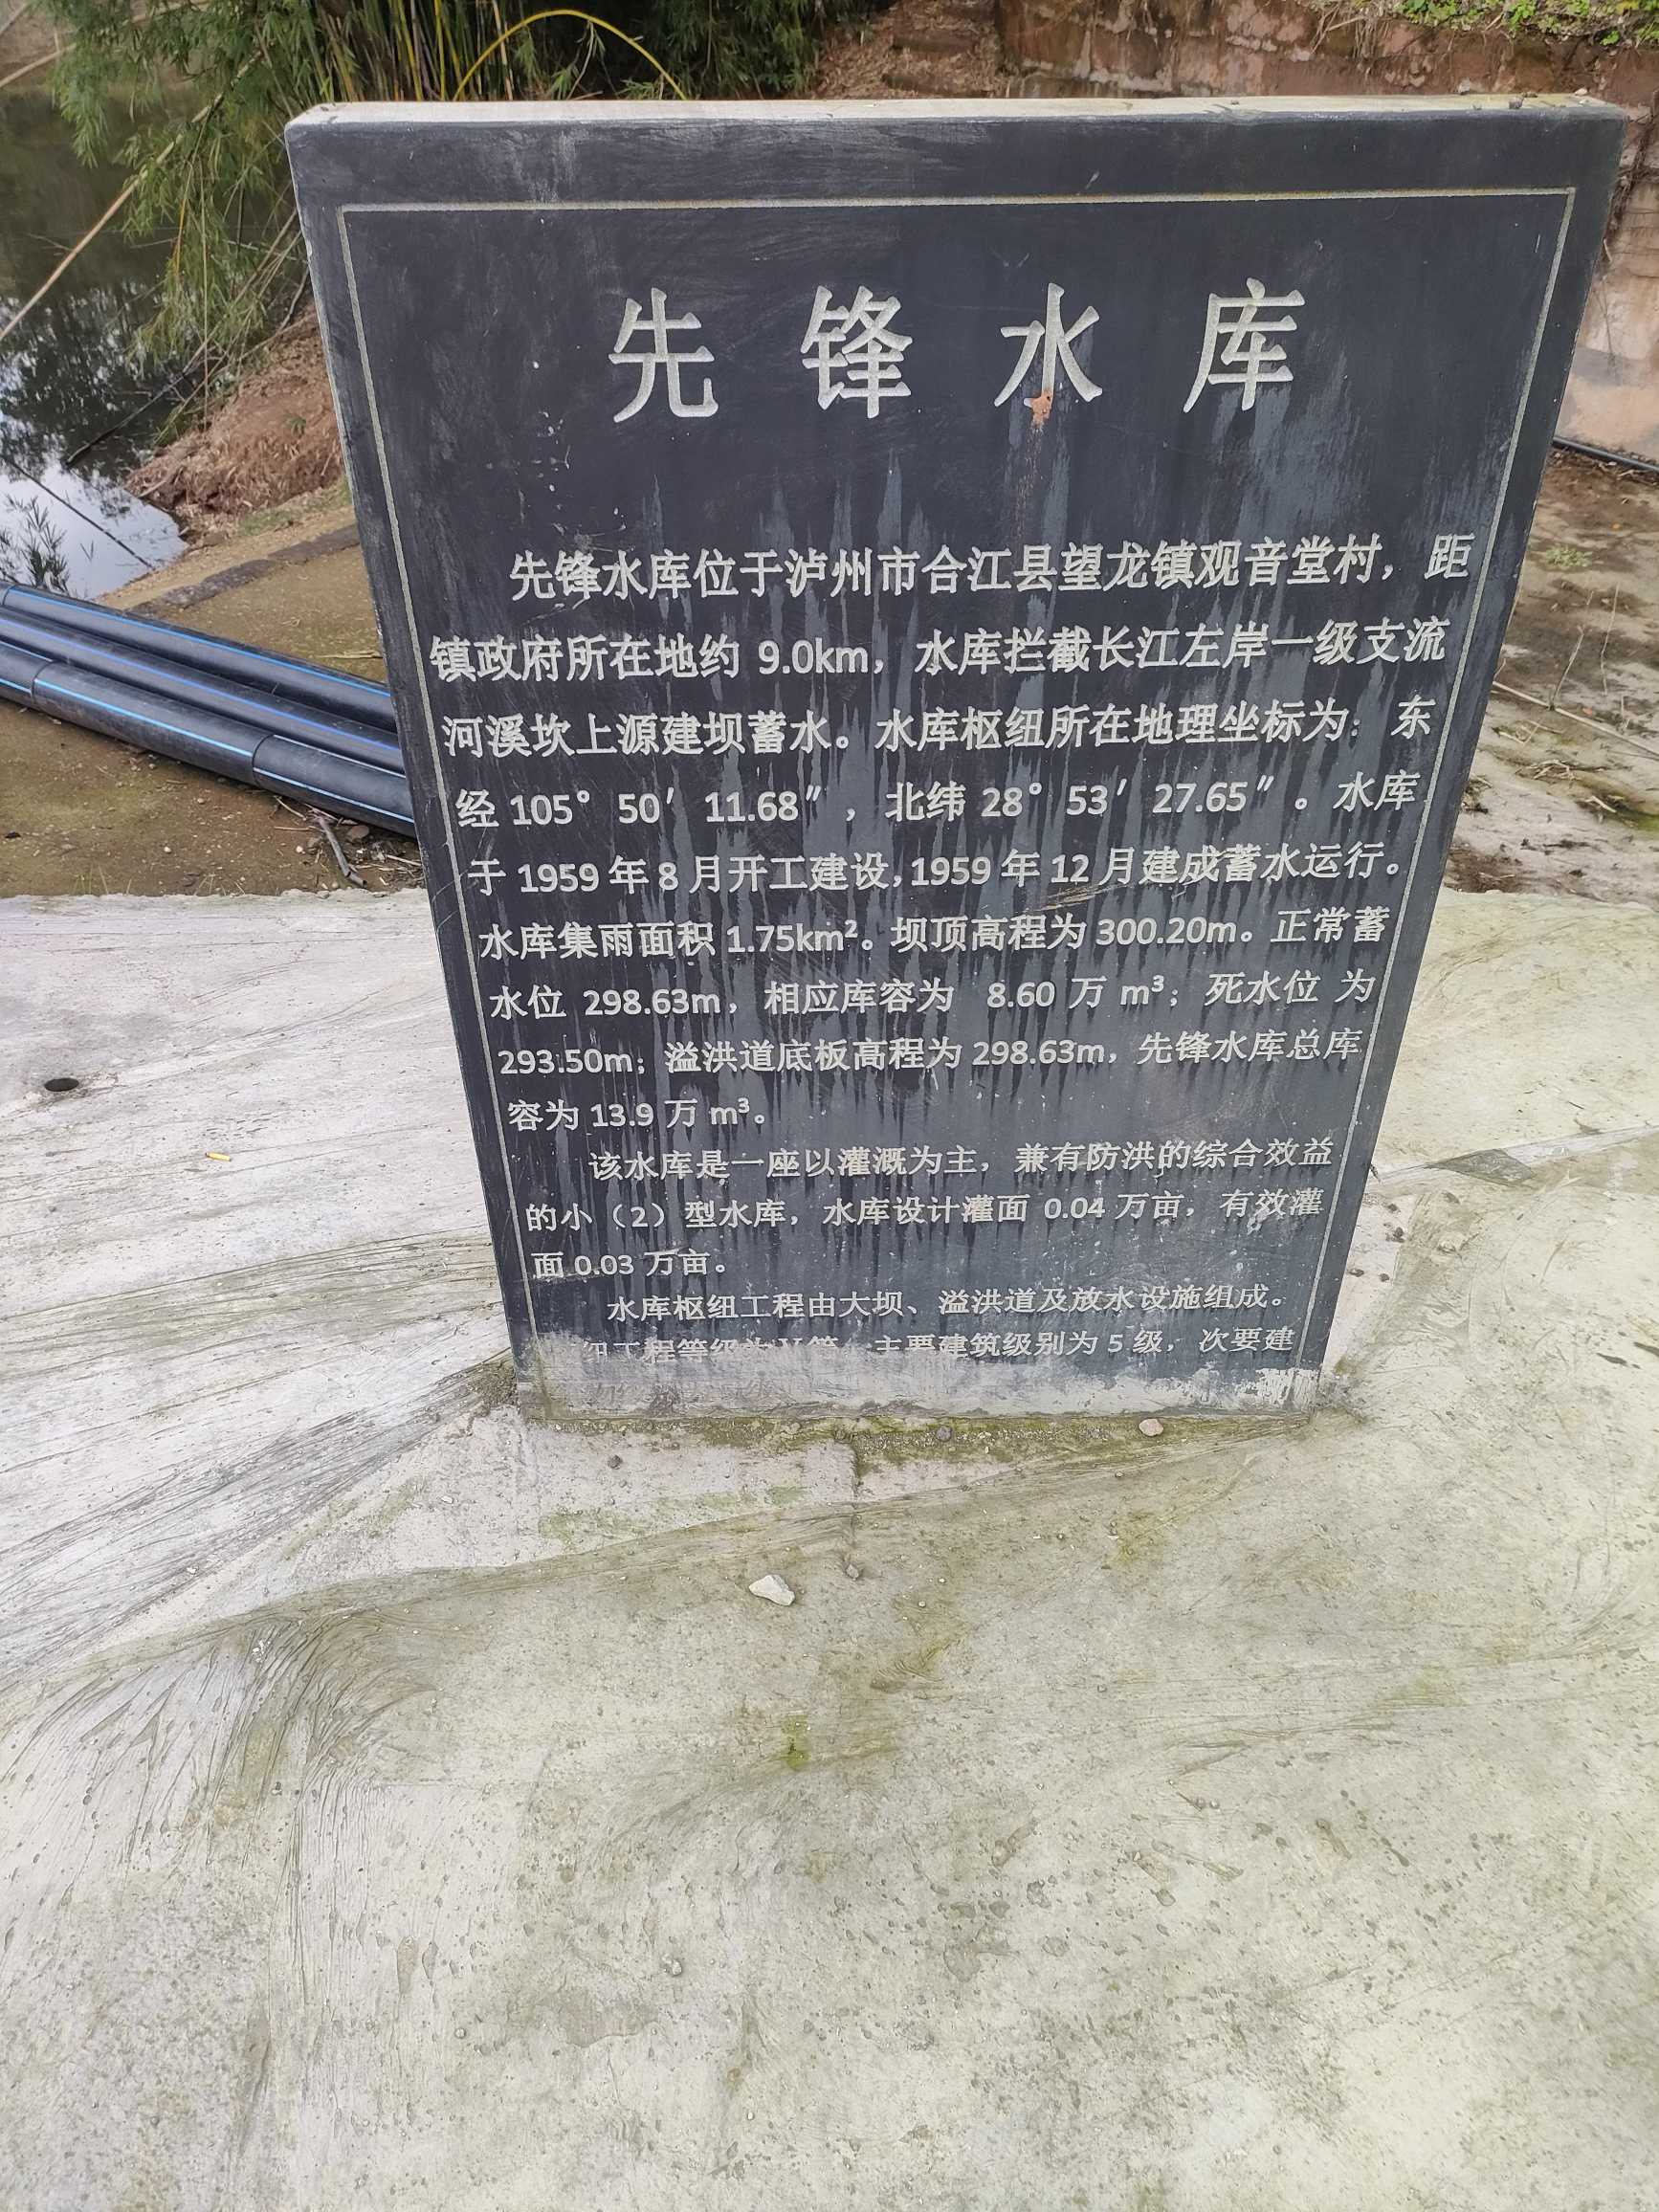 先锋水库
先锋水库位于泸州市合江县望龙镇观音堂村，距
镇政府所在地约 9.0km，水库拦截长江左岸一级支流
河溪坎上源建坝蓄水。水库枢纽所在地理坐标为：东
经 105° 50′ 11.68″，北纬 28° 53′ 27.65″。水库
于 1959 年 8 月开工建设,1959 年 12 月建成蓄水运行。
水库集雨面积 1.75km²。坝顶高程为 300.20m。正常蓄
水位 298.63m，相应库容为 8.60 万 m³；死水位 为
293.50m；溢洪道底板高程为 298.63m，先锋水库总库
容为 13.9 万 m³。
该水库是一座以灌溉为主，兼有防洪的综合效益
的小（2）型水库，水库设计灌面 0.04 万亩，有效灌
面 0.03 万亩。
水库枢纽工程由大坝、溢洪道及放水设施组成。
工程等级为 V 等，主要建筑级别为 5 级，次要建